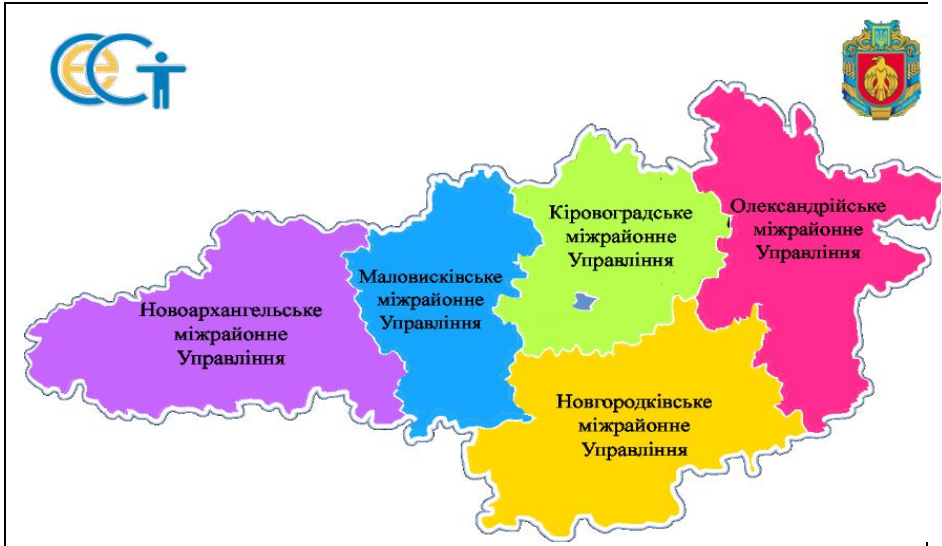 Олександрійське
міжрайонне
Управління
Кіровоградське
міжрайонне
Управління
Маловисківське
міжрайонне
Управління
Новоархангельське
міжрайонне
Управління
Новгородківське
міжрайонне
Управління